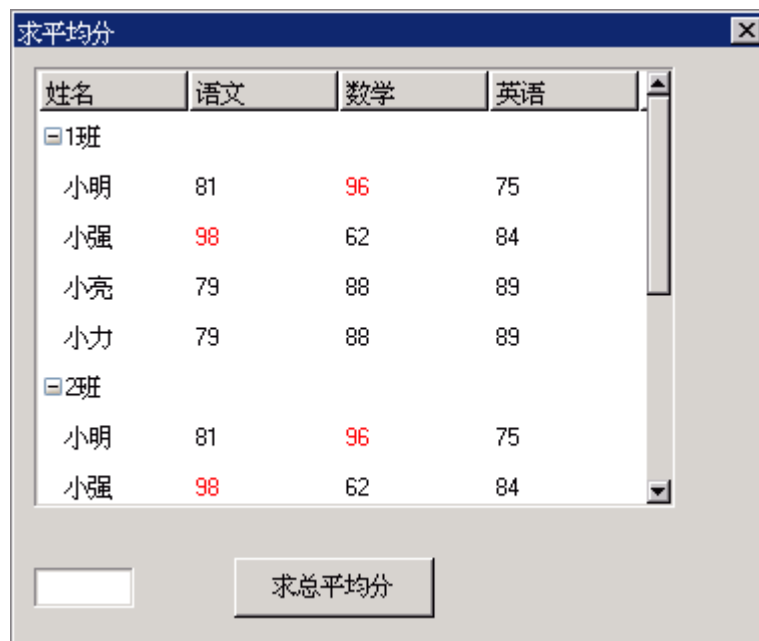 求平均分
姓名 语文 数学 英语
1班
小明 81 96 75
小强 98 62 84
小亮 79 88 89
小力 79 88 89
2班
小明 81 96 75
小强 98 62 84
求总平均分